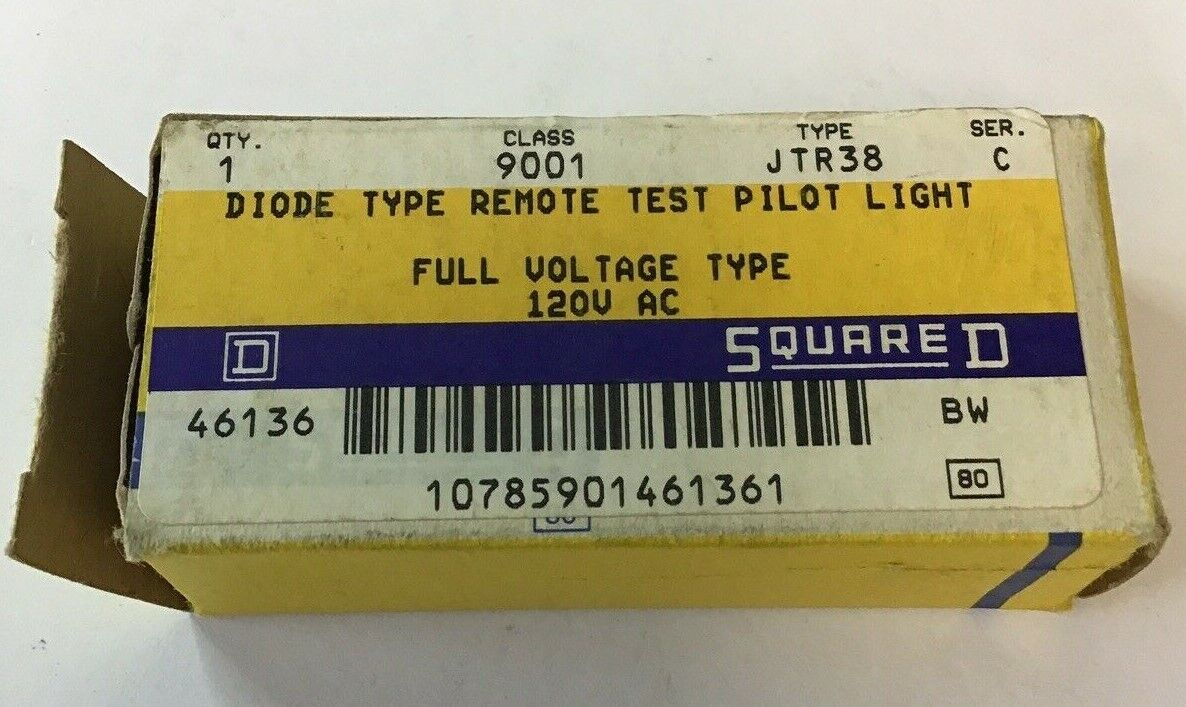 QTY. CLASS TYPE SER.
1 9001 JTR38 C
DIODE TYPE REMOTE TEST PILOT LIGHT
FULL VOLTAGE TYPE
120V AC
D SQUARE D
46136 BW
10785901461361 80